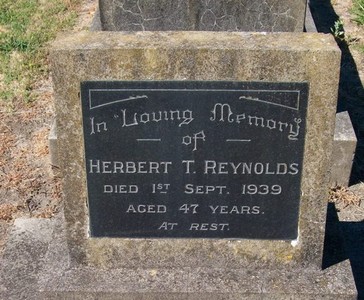 In Loving Memory
of
HERBERT T. REYNOLDS
DIED 1ST SEPT. 1939
AGED 47 YEARS.
AT REST.